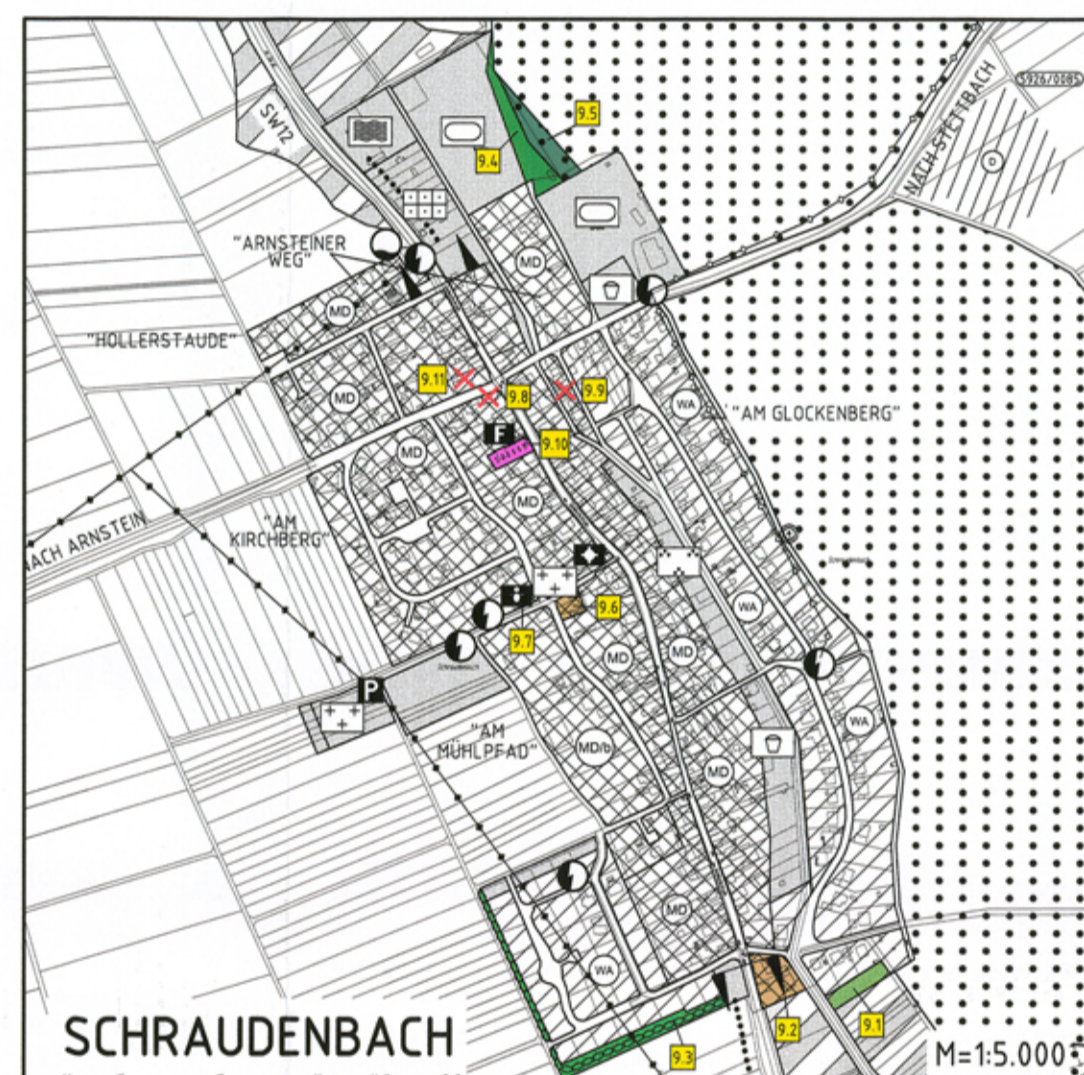 SW12
NACH STETTBACH
S926/0085
9.5
9.4
"ARNSTEINER
WEG"
MD
MD
"HOLLERSTAUDE"
MD
9.11
9.8
9.9
WA
"AM GLOCKENBERG"
F
9.10
MD
MD
"AM
KIRCHBERG"
NACH ARNSTEIN
9.6
WA
9.7
MD
MD
Schraudenbach
P
WA
"AM
MÜHLPFAD"
MD/b
MD
MD
WA
9.2
9.1
9.3
SCHRAUDENBACH
M=1:5.000